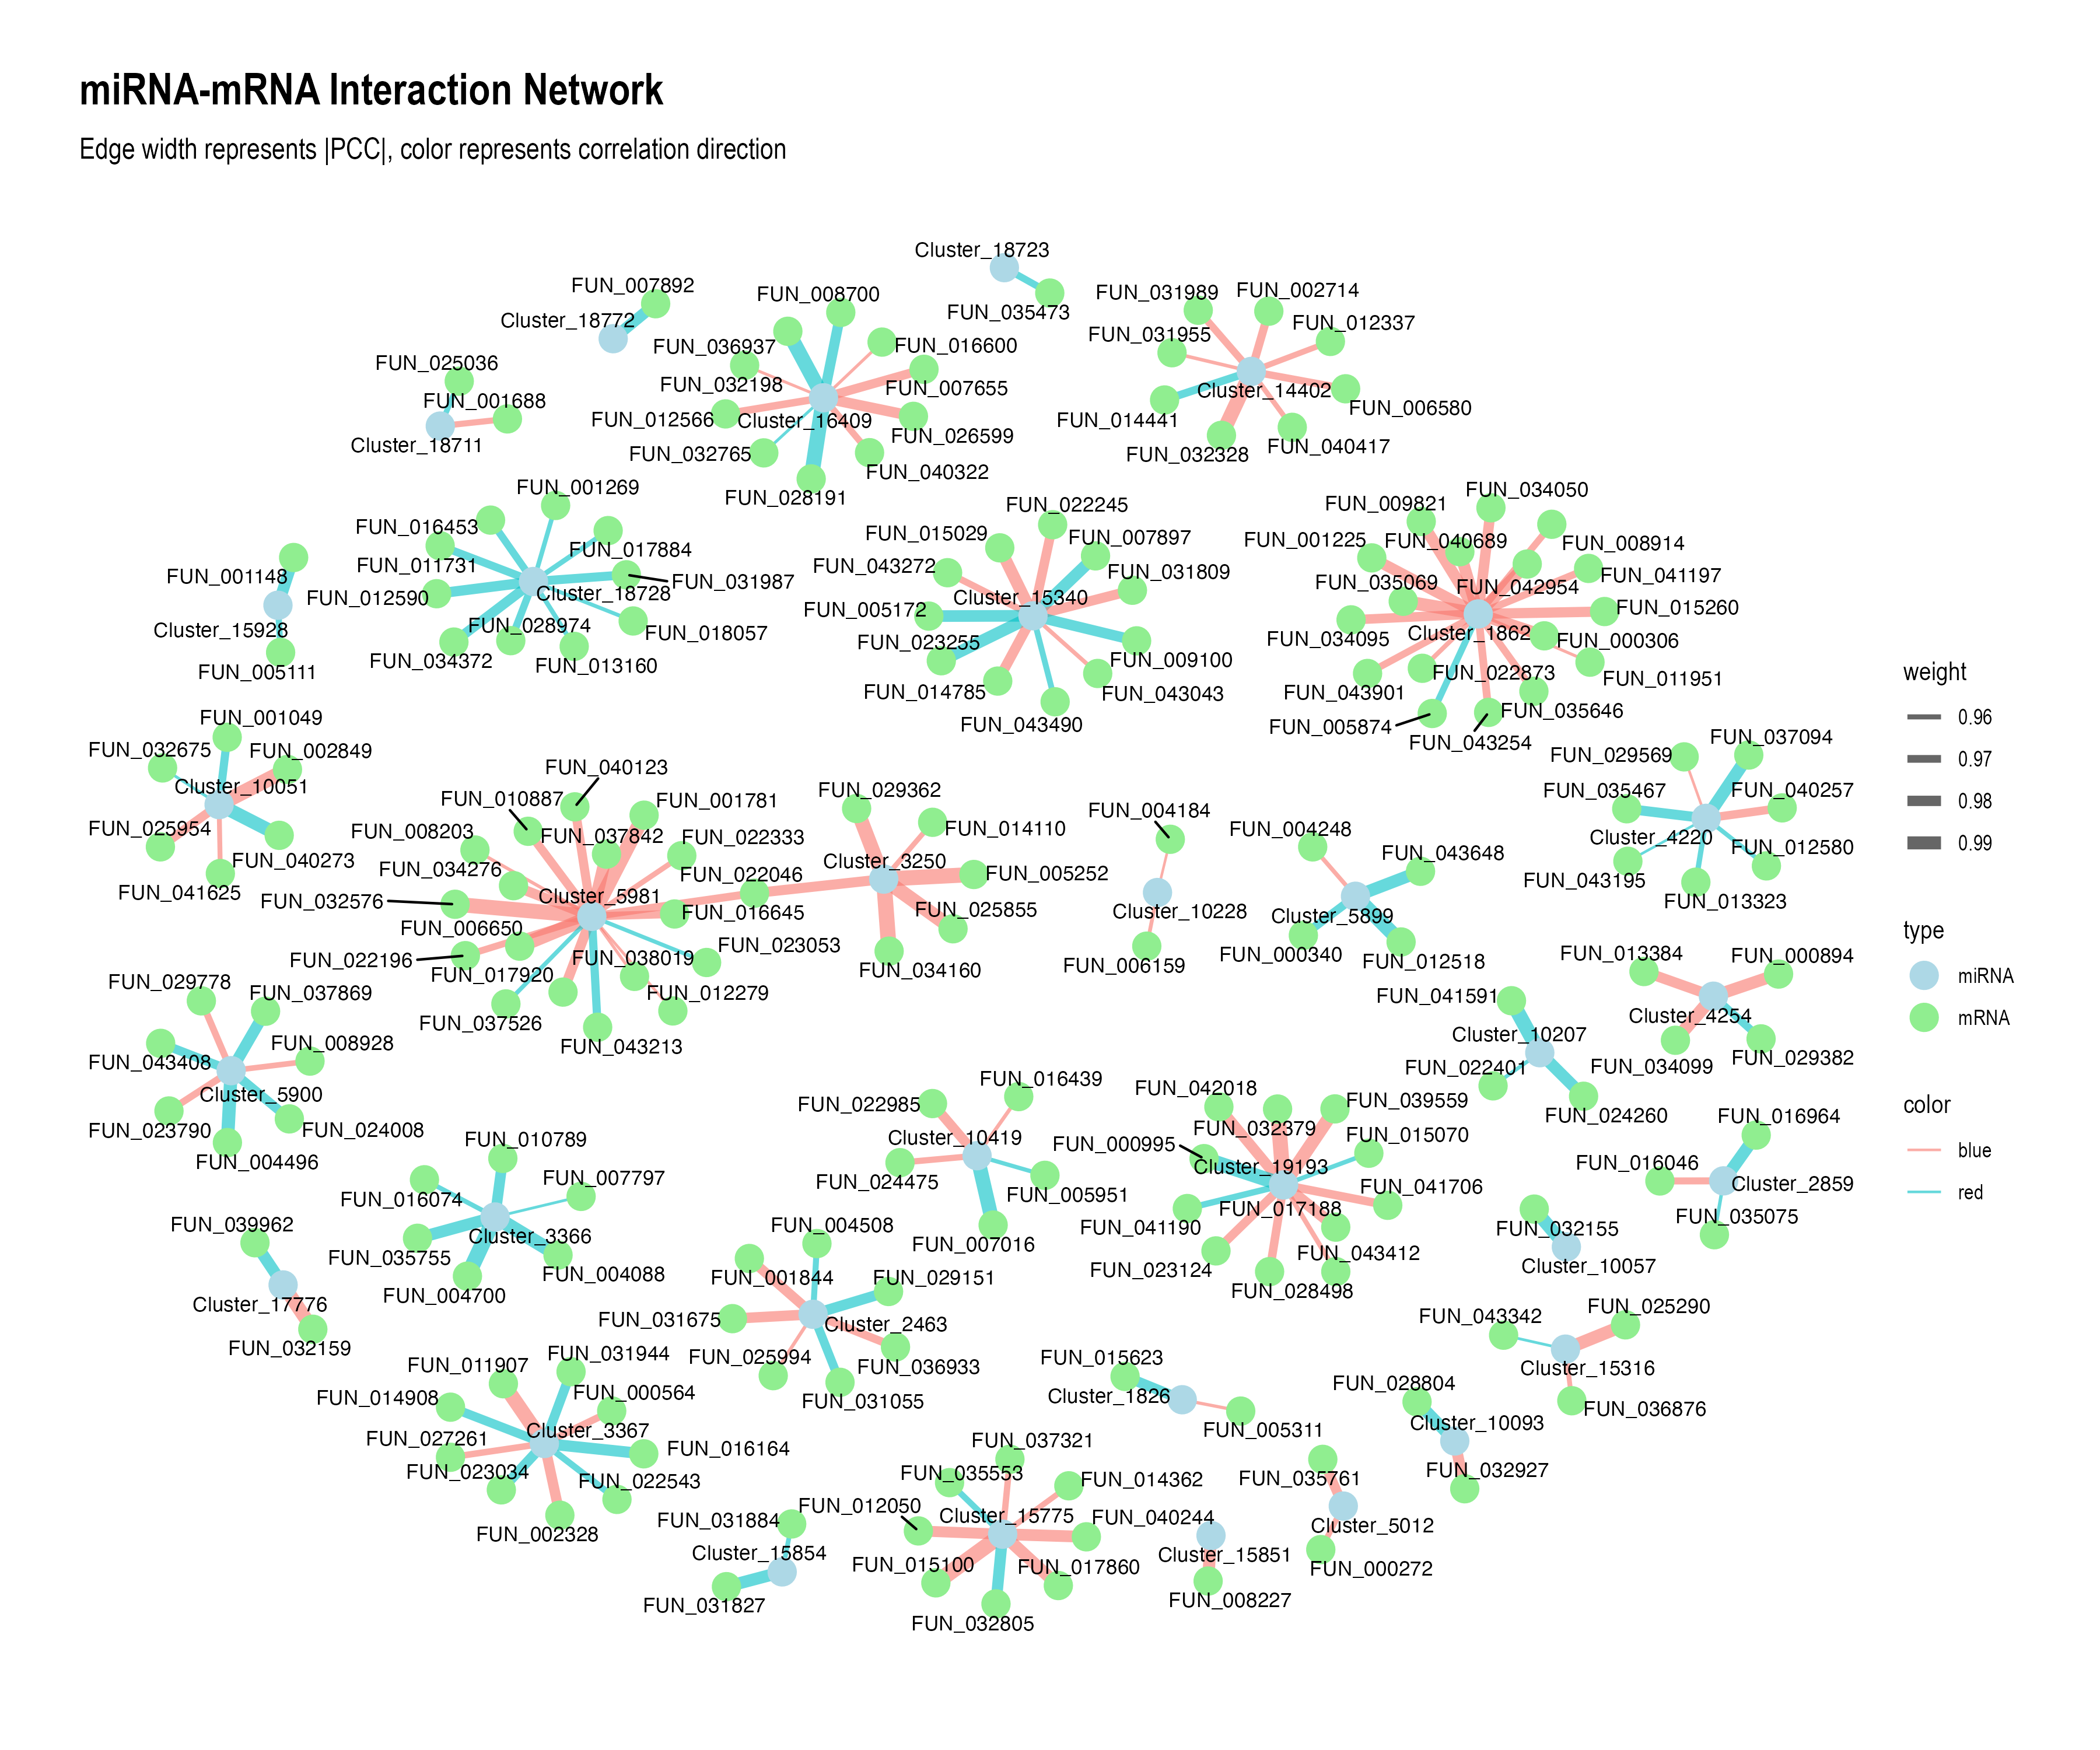 miRNA-mRNA Interaction Network
Edge width represents |PCC|, color represents correlation direction
Cluster_18723
FUN_007892
FUN_035473
Cluster_18772
FUN_008700
FUN_031989
FUN_002714
FUN_031955
FUN_012337
FUN_036937
FUN_016600
FUN_025036
FUN_032198
FUN_007655
FUN_001688
FUN_012566
Cluster_16409
Cluster_14402
FUN_014441
FUN_006580
Cluster_18711
FUN_032765
FUN_026599
FUN_032328
FUN_040417
FUN_040322
FUN_028191
FUN_001269
FUN_016453
FUN_017884
FUN_011731
FUN_031987
FUN_012590
Cluster_18728
FUN_028974
FUN_018057
FUN_034372
FUN_013160
FUN_022245
FUN_015029
FUN_007897
FUN_043272
FUN_031809
Cluster_15340
FUN_005172
FUN_023255
FUN_009100
FUN_014785
FUN_043043
FUN_043490
FUN_009821
FUN_034050
FUN_001225
FUN_040689
FUN_008914
FUN_035069
FUN_042954
FUN_041197
FUN_015260
FUN_034095
Cluster_1862
FUN_000306
FUN_022873
FUN_011951
FUN_043901
FUN_035646
FUN_005874
FUN_043254
FUN_001148
Cluster_15928
FUN_005111
FUN_001049
FUN_032675
FUN_002849
Cluster_10051
FUN_025954
FUN_040273
FUN_041625
FUN_040123
FUN_010887
FUN_001781
FUN_008203
FUN_037842
FUN_022333
FUN_034276
FUN_022046
FUN_032576
Cluster_5981
FUN_016645
FUN_006650
FUN_023053
FUN_022196
FUN_017920
FUN_038019
FUN_012279
FUN_037526
FUN_043213
FUN_029362
FUN_014110
Cluster_3250
FUN_005252
FUN_025855
FUN_034160
FUN_004184
Cluster_10228
FUN_006159
FUN_004248
FUN_043648
Cluster_5899
FUN_000340
FUN_012518
FUN_029569
FUN_037094
FUN_035467
FUN_040257
Cluster_4220
FUN_012580
FUN_043195
FUN_013323
FUN_013384
FUN_000894
Cluster_4254
FUN_034099
FUN_029382
FUN_041591
Cluster_10207
FUN_022401
FUN_024260
FUN_029778
FUN_037869
FUN_008928
FUN_043408
Cluster_5900
FUN_023790
FUN_024008
FUN_004496
FUN_010789
FUN_016074
FUN_007797
Cluster_3366
FUN_035755
FUN_004088
FUN_004700
FUN_039962
Cluster_17776
FUN_032159
FUN_016439
FUN_022985
Cluster_10419
FUN_024475
FUN_005951
FUN_007016
FUN_042018
FUN_039559
FUN_032379
FUN_000995
FUN_015070
Cluster_19193
FUN_041706
FUN_017188
FUN_041190
FUN_043412
FUN_023124
FUN_028498
FUN_016964
FUN_016046
Cluster_2859
FUN_035075
FUN_032155
Cluster_10057
FUN_043342
FUN_025290
Cluster_15316
FUN_036876
FUN_004508
FUN_001844
FUN_029151
FUN_031675
Cluster_2463
FUN_025994
FUN_036933
FUN_031055
FUN_011907
FUN_031944
FUN_014908
FUN_000564
Cluster_3367
FUN_027261
FUN_016164
FUN_023034
FUN_022543
FUN_002328
FUN_015623
Cluster_1826
FUN_005311
FUN_028804
Cluster_10093
FUN_032927
FUN_037321
FUN_035553
FUN_014362
FUN_012050
Cluster_15775
FUN_040244
FUN_015100
FUN_017860
FUN_032805
FUN_031884
Cluster_15854
FUN_031827
FUN_035761
Cluster_5012
FUN_000272
Cluster_15851
FUN_008227
weight
0.96
0.97
0.98
0.99
type
miRNA
mRNA
color
blue
red